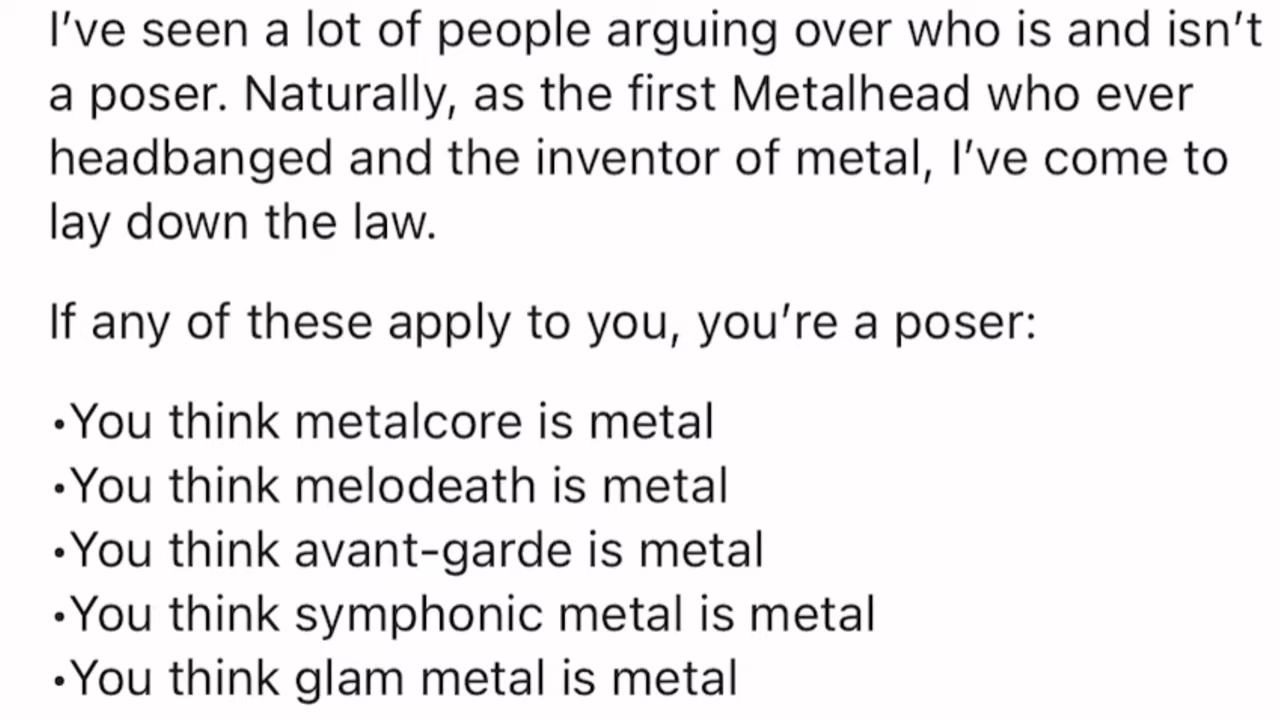 I’ve seen a lot of people arguing over who is and isn’t
a poser. Naturally, as the first Metalhead who ever
headbanged and the inventor of metal, I’ve come to
lay down the law.
If any of these apply to you, you’re a poser:
•You think metalcore is metal
•You think melodeath is metal
•You think avant-garde is metal
•You think symphonic metal is metal
•You think glam metal is metal